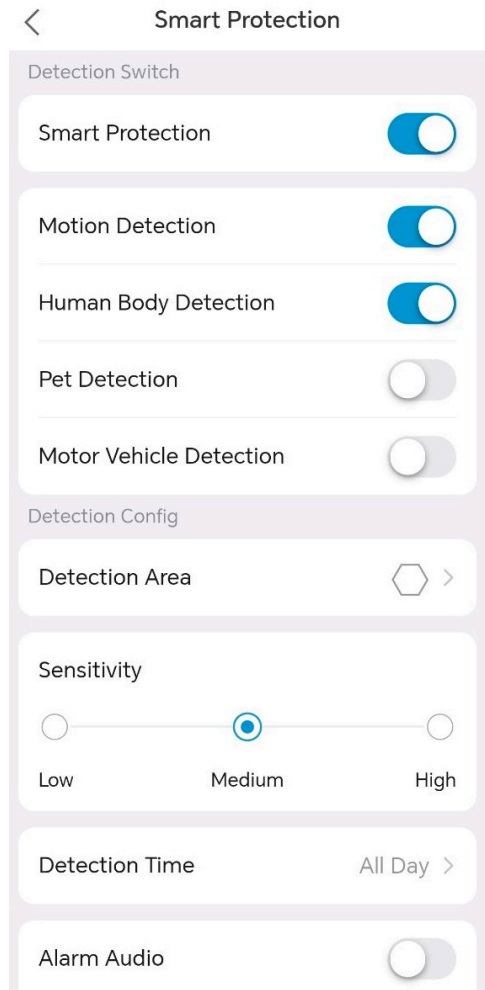 Smart Protection
Detection Switch
Smart Protection
Motion Detection
Human Body Detection
Pet Detection
Motor Vehicle Detection
Detection Config
Detection Area
Sensitivity
Low Medium High
Detection Time All Day
Alarm Audio